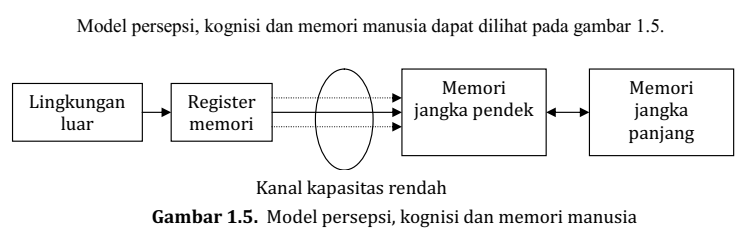 Model persepsi, kognisi dan memori manusia dapat dilihat pada gambar 1.5.
Lingkungan
luar
Register
memori
Memori
jangka pendek
Memori
jangka
panjang
Kanal kapasitas rendah
Gambar 1.5. Model persepsi, kognisi dan memori manusia